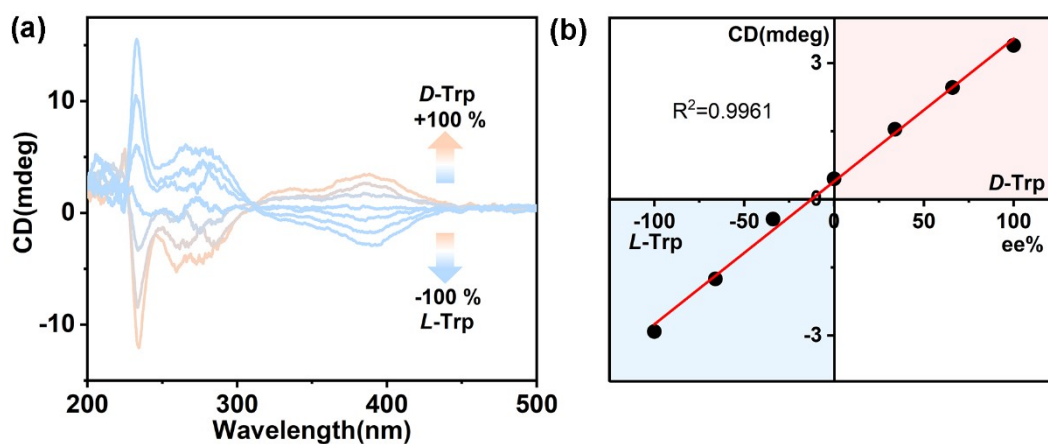 (a)
CD(mdeg)
10
0
-10
D-Trp
+100 %
-100 %
L-Trp
200
300
400
500
Wavelength(nm)
(b)
CD(mdeg)
3
R²=0.9961
D-Trp
-100
-50
0
0
50
100
L-Trp
ee%
-3